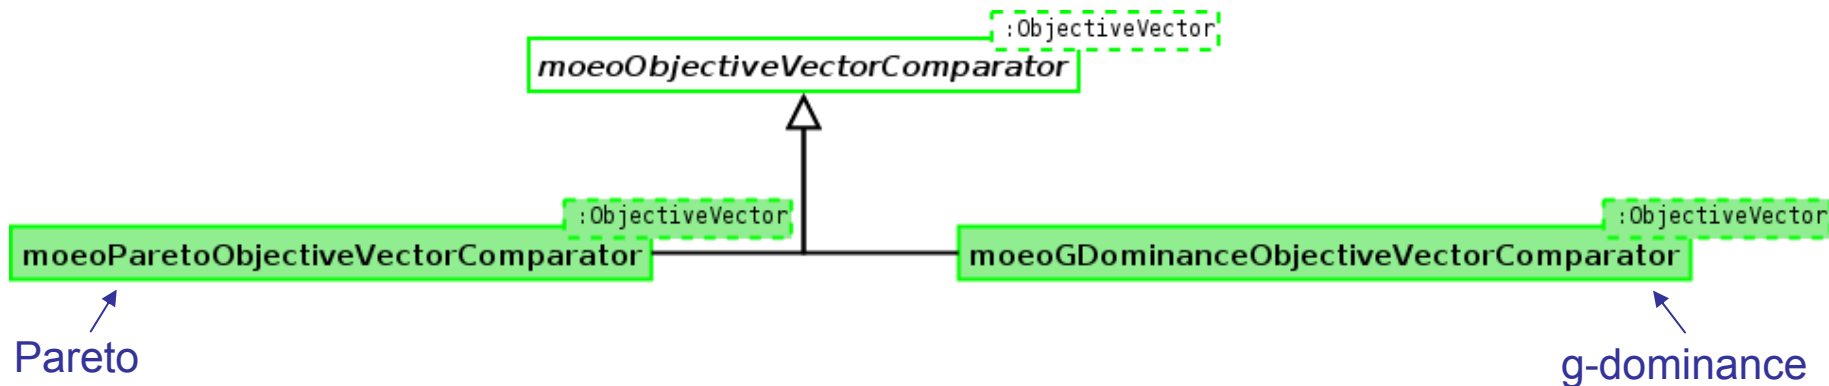 :ObjectiveVector
moeoObjectiveVectorComparator
:ObjectiveVector
moeoParetoObjectiveVectorComparator
:ObjectiveVector
moeoGDominanceObjectiveVectorComparator
Pareto
g-dominance